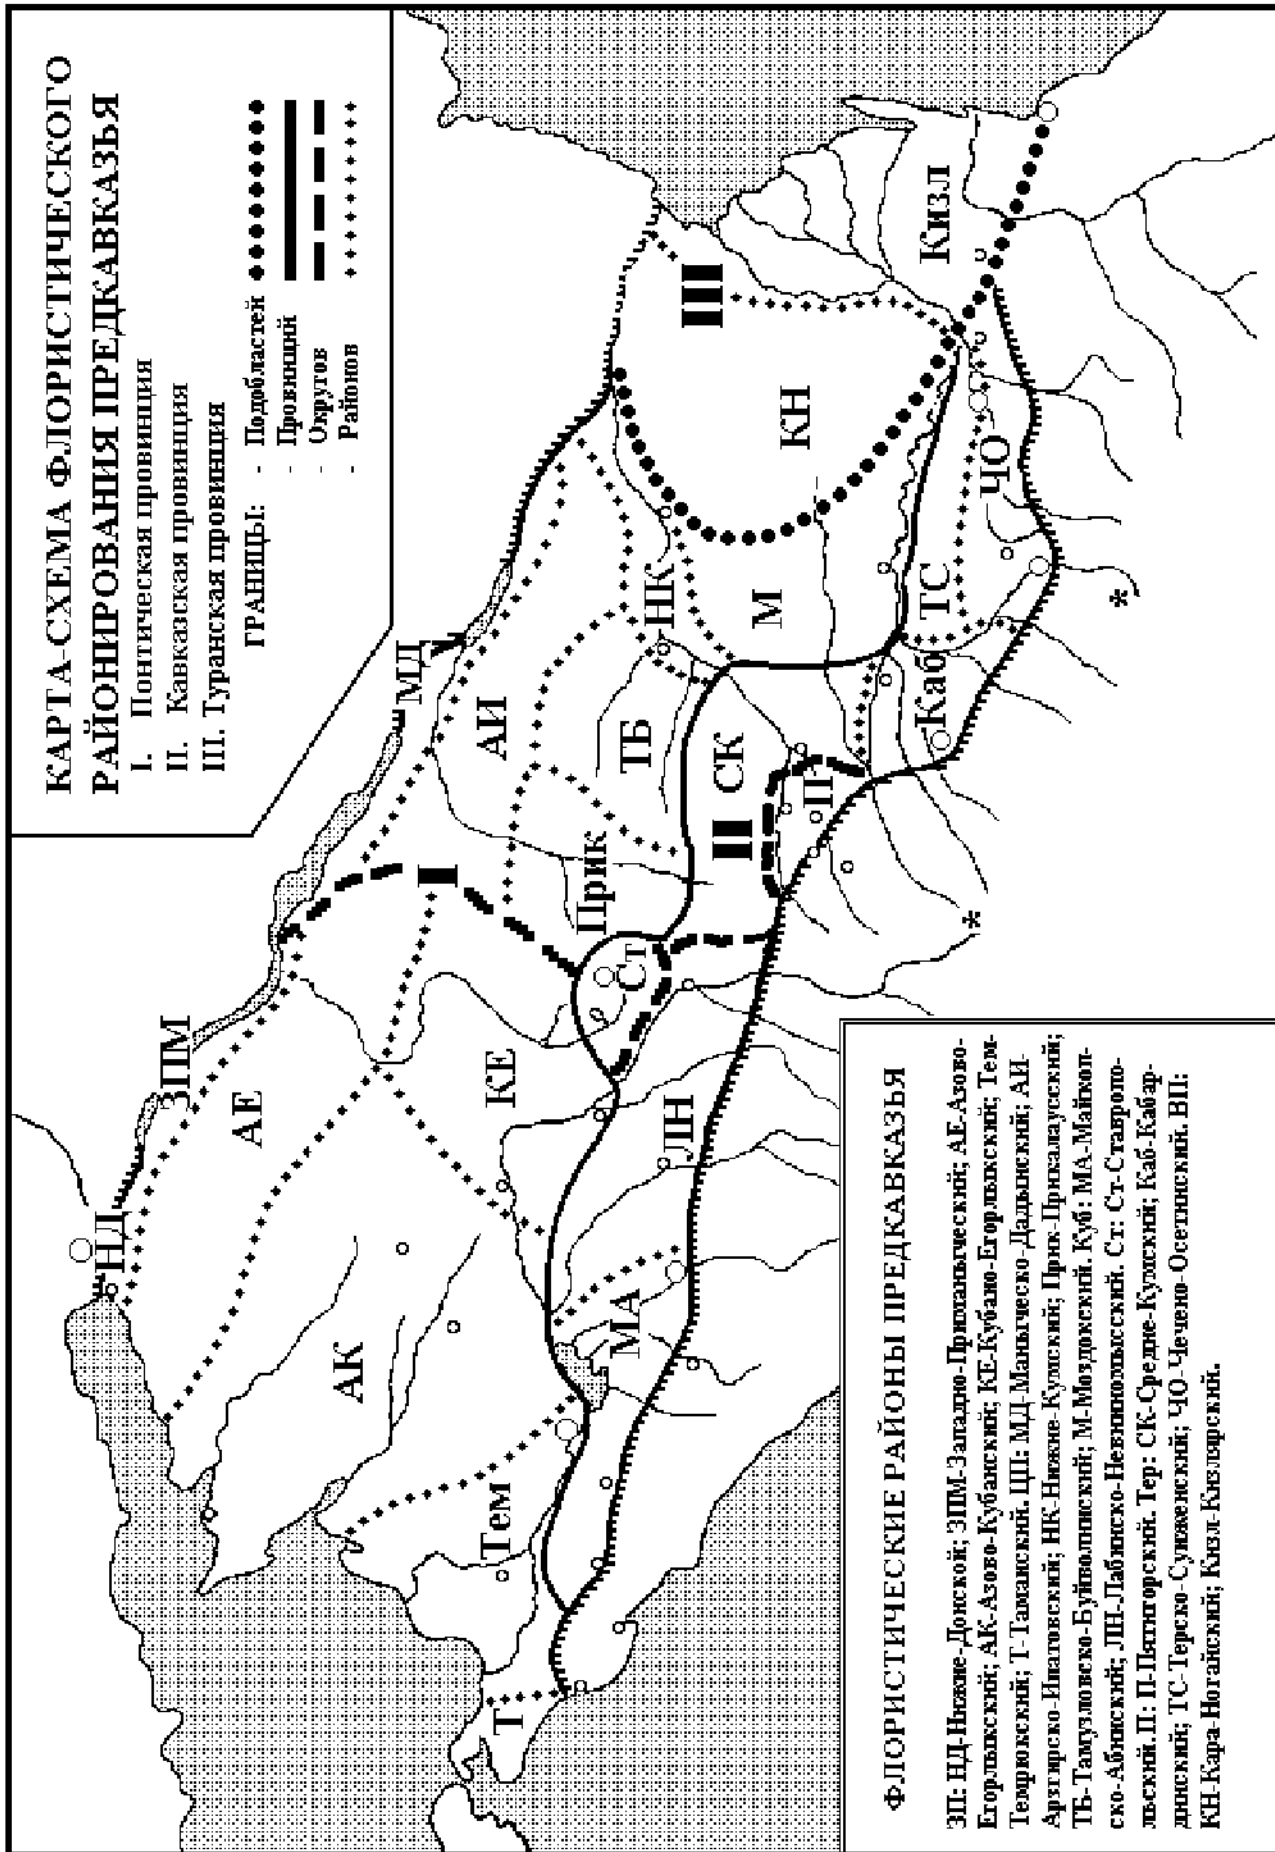 КАРТА-СХЕМА ФЛОРИСТИЧЕСКОГО
РАЙОНИРОВАНИЯ ПРЕДКАВКАЗЬЯ
I. Понтическая провинция
II. Кавказская провинция
III. Туранская провинция
ГРАНИЦЫ: - Подобластей
- Провинций
- Округов
- Районов
НД
ЗПМ
АЕ
МД
АК
КЕ
I
АИ
Прик
ТБ
НК
КН
III
Кизл
Тем
Т
МА
ЛН
Ст
II
СК
П
М
Каб
ТС
ЧО
*
*
ФЛОРИСТИЧЕСКИЕ РАЙОНЫ ПРЕДКАВКАЗЬЯ
ЗП: НД-Нижне-Донской; ЗПМ-Западно-Приманыческий; АЕ-Азово-
Егорлыкский; АК-Азово-Кубанский; КЕ-Кубано-Егорлыкский; Тем-
Темрюкский; Т-Таманский. ЦП: МД-Манычско-Дадынский; АИ-
Арзгирско-Ипатовский; НК-Нижне-Кумский; Прик-Прикалаусский;
ТБ-Тамузловско-Буйволинский; М-Моздокский. Куб: МА-Майкоп-
ско-Абинский; ЛН-Лабинско-Невинномысский. Ст: Ст-Ставропо-
льский. П: П-Пятигорский. Тер: СК-Средне-Кумский; Каб-Кабар-
динский; ТС-Терско-Сунженский; ЧО-Чечено-Осетинский. ВП:
КН-Кара-Ногайский; Кизл-Кизлярский.